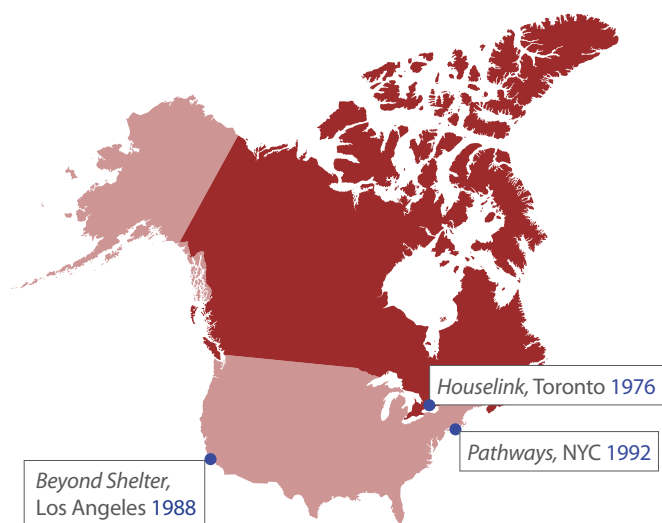 Houselink, Toronto 1976
Pathways, NYC 1992
Beyond Shelter,
Los Angeles 1988